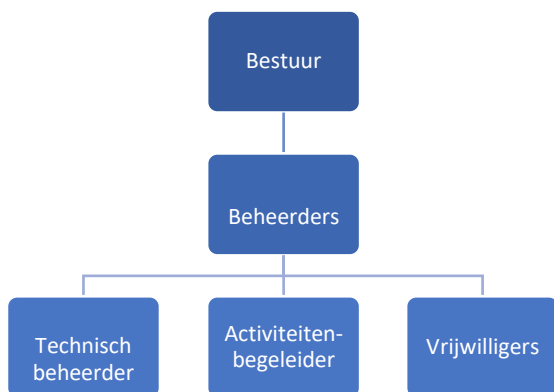 Bestuur
Beheerders
Technisch
beheerder
Activiteiten-
begeleider
Vrijwilligers